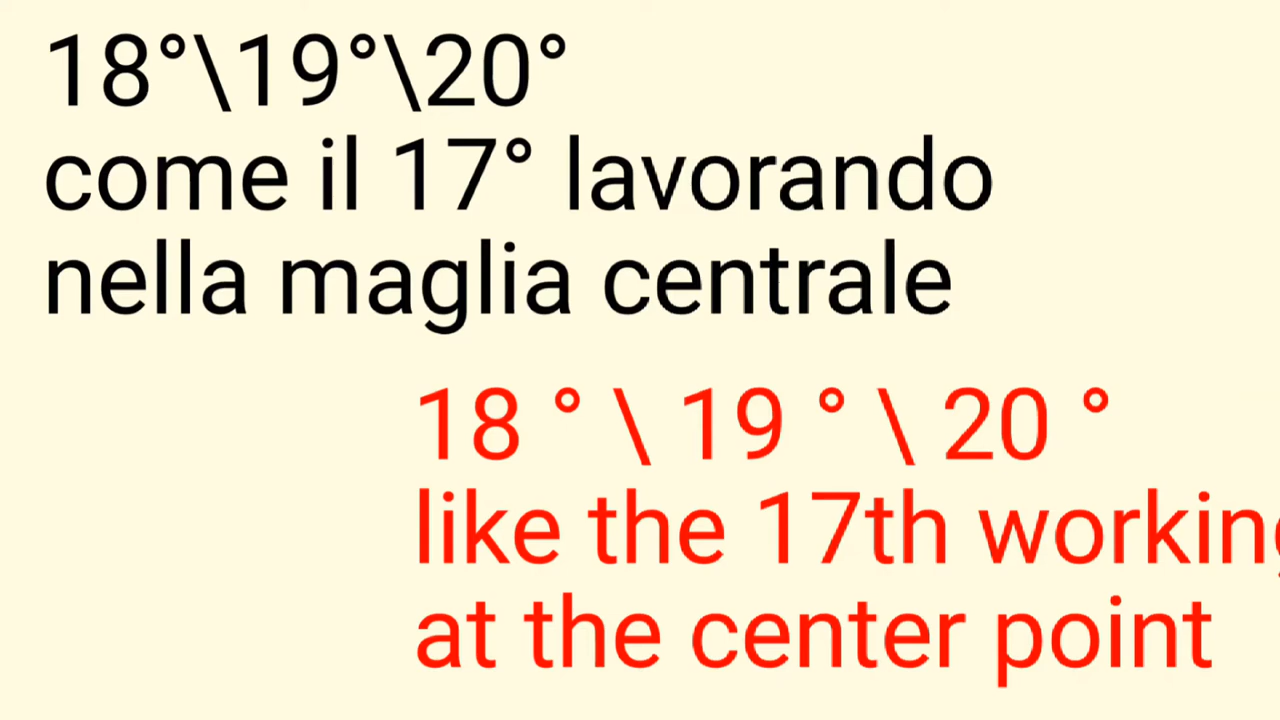 18°\19°\20°
come il 17° lavorando
nella maglia centrale
18 ° \ 19 ° \ 20 °
like the 17th working
at the center point